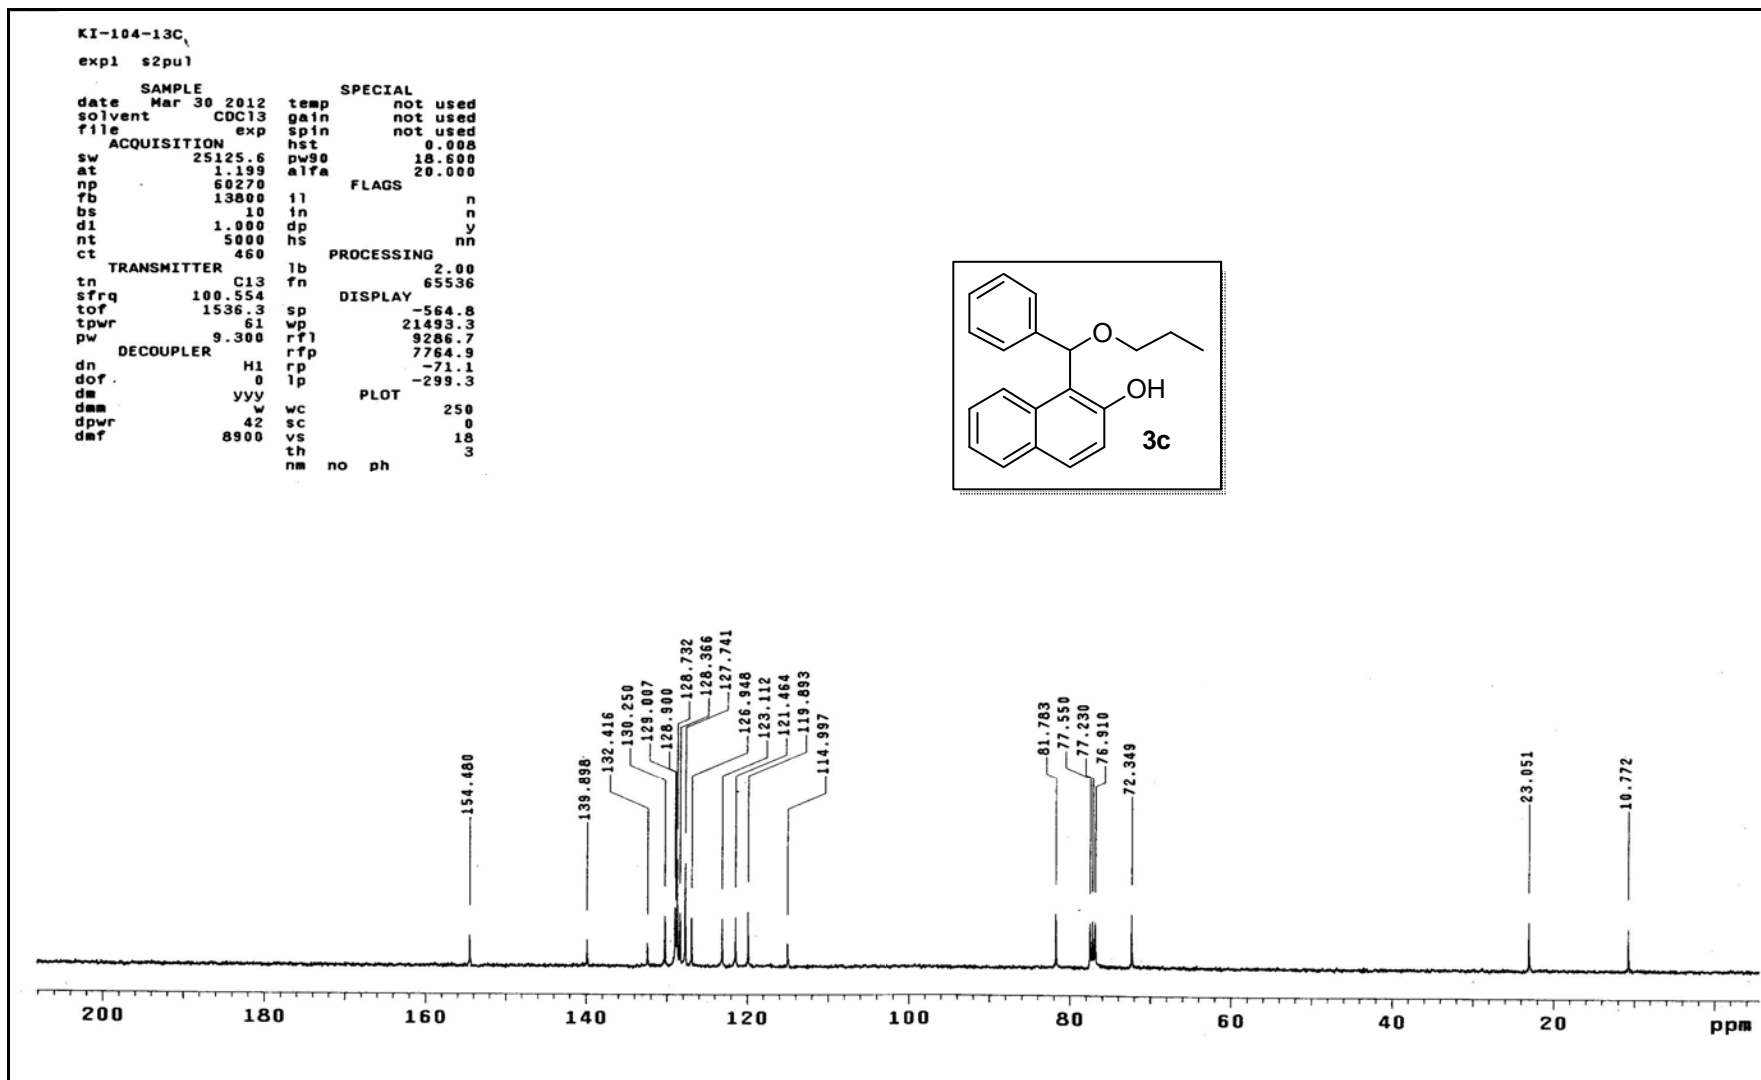 KI-104-13C
exp1 s2pul
SAMPLE SPECIAL
date Mar 30 2012 temp not used
solvent CDCl3 gain not used
file exp spin not used
ACQUISITION hst 0.008
sw 25125.6 pw90 18.600
at 1.199 alfa 20.000
np 60270 FLAGS
fb 13800 il n
bs 10 in n
d1 1.000 dp y
nt 5000 hs nn
ct 460 PROCESSING
TRANSMITTER lb 2.00
tn C13 fn 65536
sfrq 100.554 DISPLAY
tof 1536.3 sp -564.8
tpwr 61 wp 21493.3
pw 9.300 rfl 9286.7
DECOUPLER rfp 7764.9
dn H1 rp -71.1
dof 0 lp -299.3
dm yyy PLOT
dmm w wc 250
dpwr 42 sc 0
dmf 8900 vs 18
th 3
nm no ph
O
OH
3c
154.480
139.898
132.416
130.250
129.007
128.900
128.732
128.366
127.741
126.948
123.112
121.464
119.893
114.997
81.783
77.550
77.230
76.910
72.349
23.051
10.772
200 180 160 140 120 100 80 60 40 20 ppm